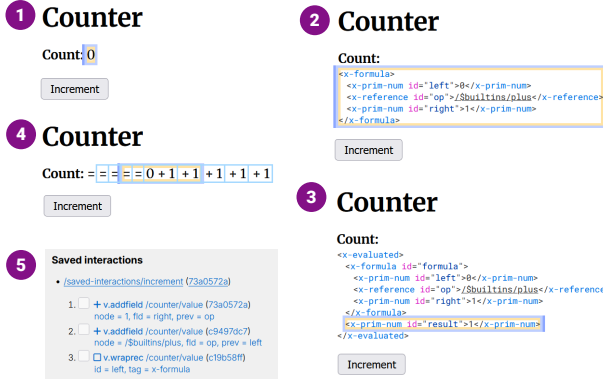 1 Counter
Count: 0
Increment
2 Counter
Count:
<x-formula>
<x-prim-num id="left">0</x-prim-num>
<x-reference id="op">/$builtins/plus</x-reference>
<x-prim-num id="right">1</x-prim-num>
</x-formula>
Increment
4 Counter
Count: = = = = = 0 + 1 + 1 + 1 + 1 + 1
Increment
3 Counter
Count:
<x-evaluated>
<x-formula id="formula">
<x-prim-num id="left">0</x-prim-num>
<x-reference id="op">/$builtins/plus</x-reference
<x-prim-num id="right">1</x-prim-num>
</x-formula>
<x-prim-num id="result">1</x-prim-num>
</x-evaluated>
Increment
5 Saved interactions
• /saved-interactions/increment (73a0572a)
1. + v.addfield /counter/value (73a0572a)
node = 1, fld = right, prev = op
2. + v.addfield /counter/value (c9497dc7)
node = /$builtins/plus, fld = op, prev = left
3. v.wraprec /counter/value (c19b58ff)
id = left, tag = x-formula